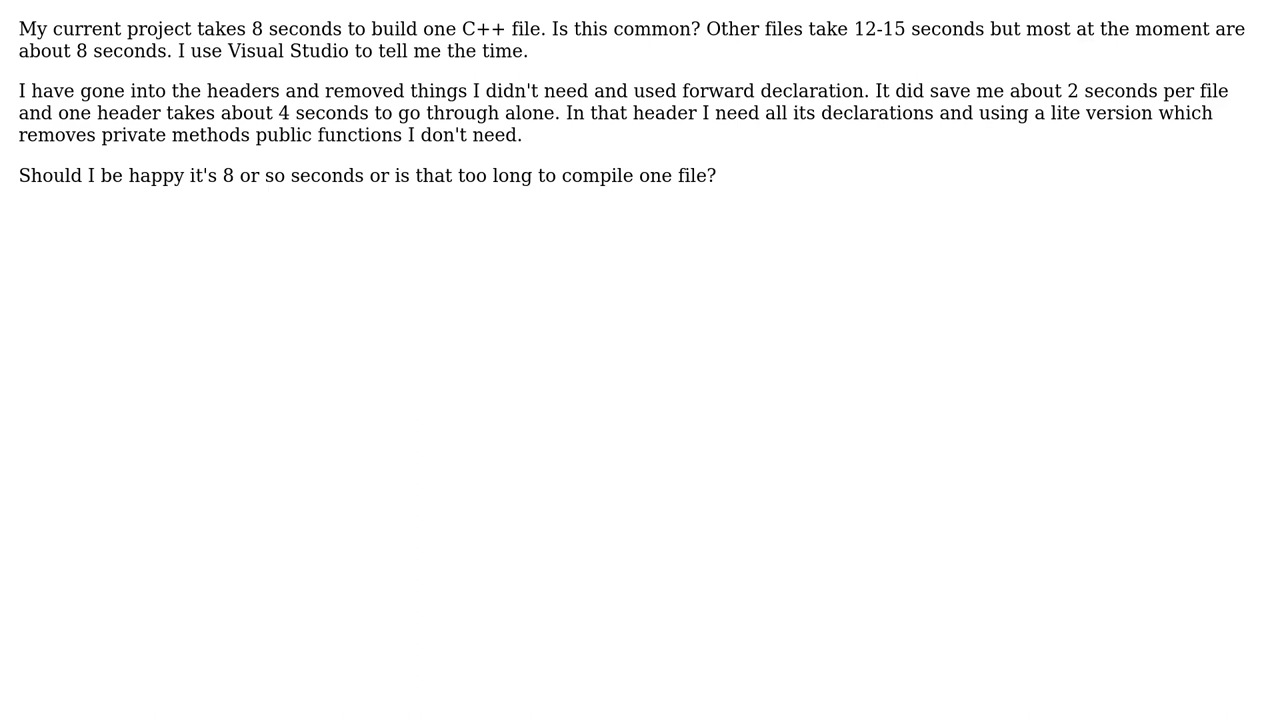 My current project takes 8 seconds to build one C++ file. Is this common? Other files take 12-15 seconds but most at the moment are
about 8 seconds. I use Visual Studio to tell me the time.
I have gone into the headers and removed things I didn't need and used forward declaration. It did save me about 2 seconds per file
and one header takes about 4 seconds to go through alone. In that header I need all its declarations and using a lite version which
removes private methods public functions I don't need.
Should I be happy it's 8 or so seconds or is that too long to compile one file?